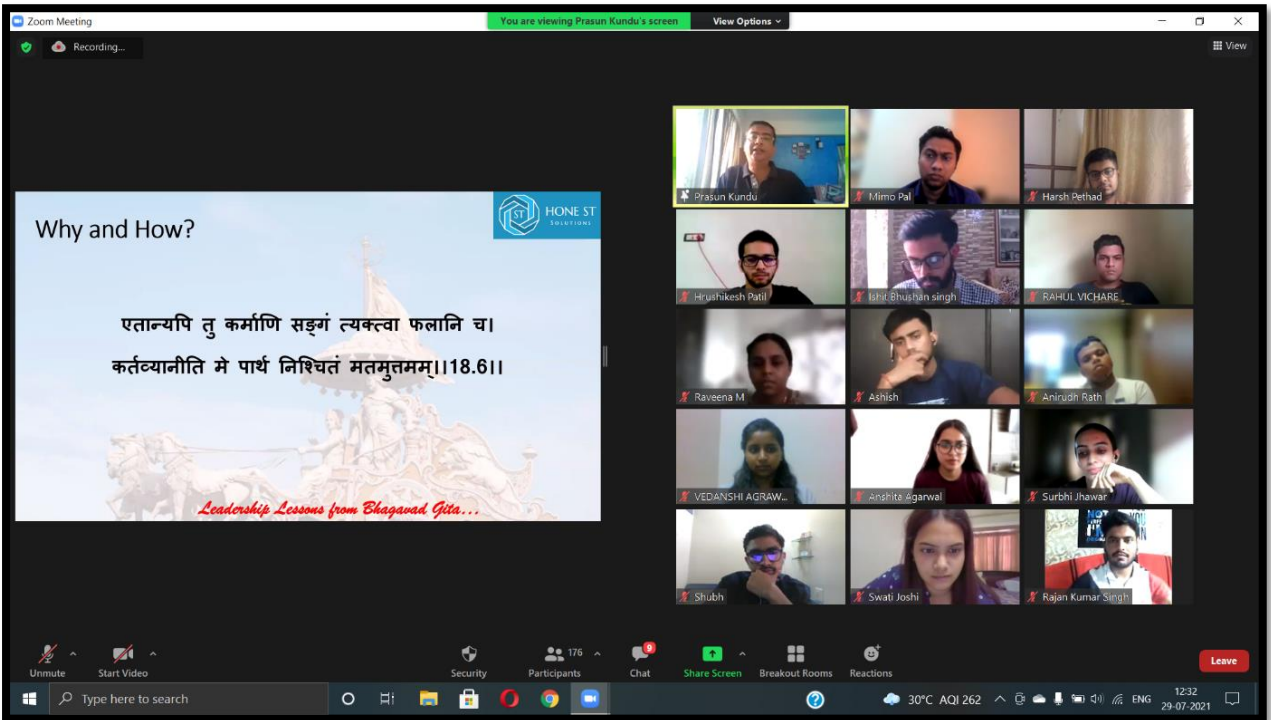 Zoom Meeting
You are viewing Prasun Kundu's screen
View Options
Recording...
View
HONE ST
SOLUTIONS
ST
Why and How?
एतान्यपि तु कर्माणि सङ्गं त्यक्त्वा फलानि च।
कर्तव्यानीति मे पार्थ निश्चितं मतमुत्तमम्।।18.6।।
Leadership Lessons from Bhagavad Gita...
Prasun Kundu
Mimo Pal
Harsh Pethad
Hrushikesh Patil
Ishit Bhushan singh
RAHUL VICHARE
Raveena M
Ashish
Anirudh Rath
VEDANSHI AGRAW...
Anshita Agarwal
Surbhi Jhawar
Shubh
Swati Joshi
Rajan Kumar Singh
Unmute
Start Video
Security
Participants
176
Chat
9
Share Screen
Breakout Rooms
Reactions
Leave
Type here to search
30°C AQI 262
ENG
12:32
29-07-2021